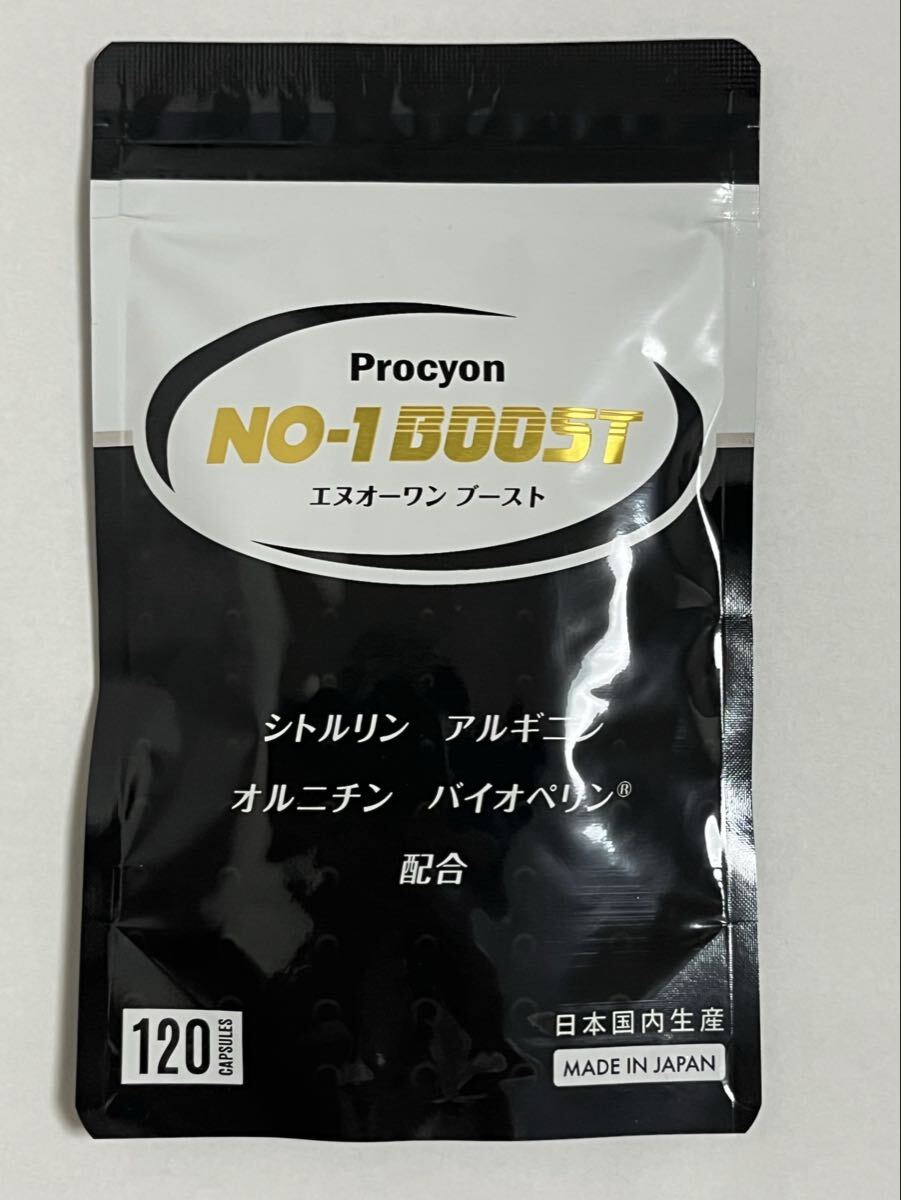 Procyon
NO-1 BOOST
エヌオーワン ブースト
シトルリン アルギニン
オルニチン バイオペリン®
配合
120 CAPSULES
日本国内生産
MADE IN JAPAN